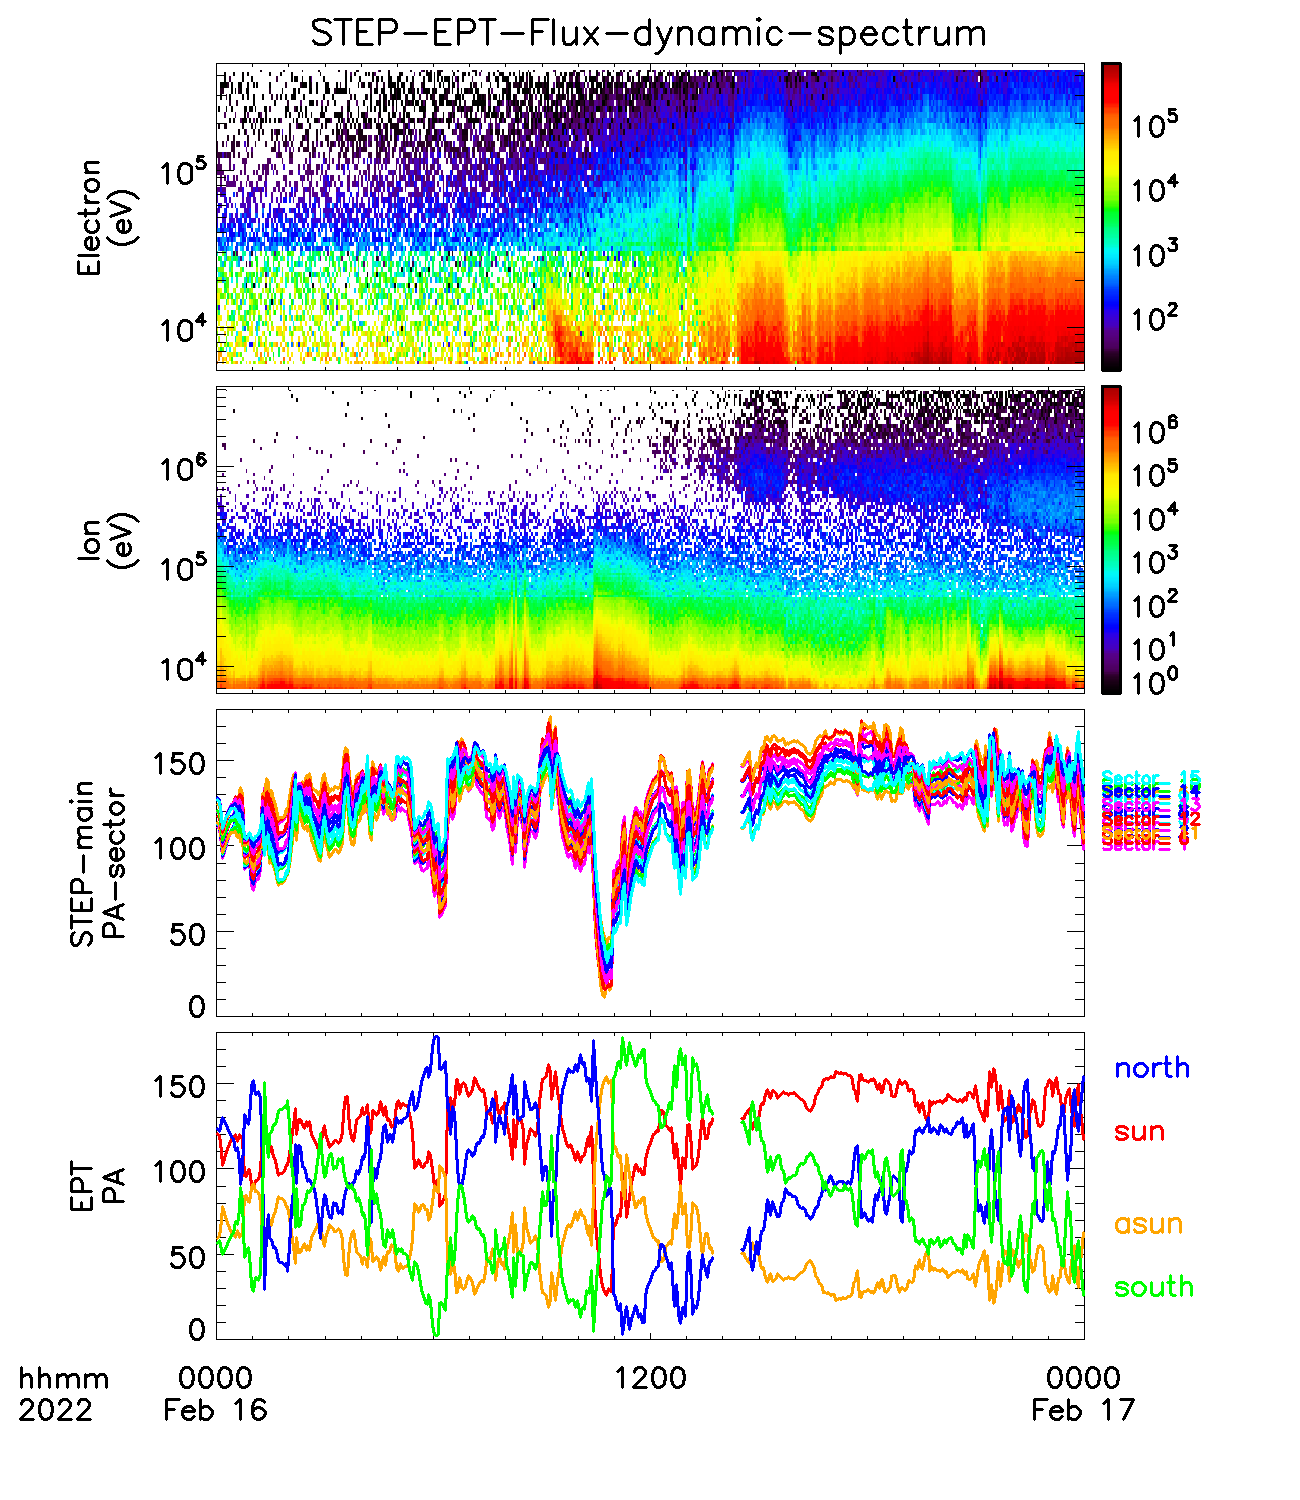 STEP-EPT-Flux-dynamic-spectrum
Electron
(eV)
10^5
10^4
10^5
10^4
10^3
10^2
Ion
(eV)
10^6
10^5
10^4
10^6
10^5
10^4
10^3
10^2
10^1
10^0
STEP-main
PA-sector
150
100
50
0
Sector 15
Sector 14
EPT
PA
150
100
50
0
north
sun
asun
south
hhmm
2022
0000
Feb 16
1200
0000
Feb 17